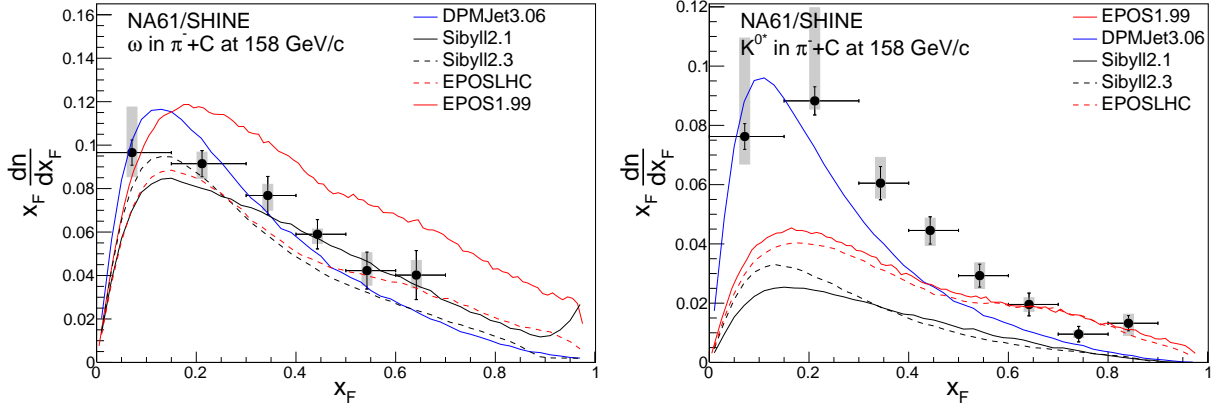 NA61/SHINE
ω in π⁻+C at 158 GeV/c
DPMJet3.06
Sibyll2.1
Sibyll2.3
EPOSLHC
EPOS1.99
x_F dn/dx_F
0.16
0.14
0.12
0.1
0.08
0.06
0.04
0.02
0
0 0.2 0.4 0.6 0.8 1
x_F
NA61/SHINE
K⁰* in π⁻+C at 158 GeV/c
EPOS1.99
DPMJet3.06
Sibyll2.1
Sibyll2.3
EPOSLHC
x_F dn/dx_F
0.12
0.1
0.08
0.06
0.04
0.02
0
0 0.2 0.4 0.6 0.8 1
x_F